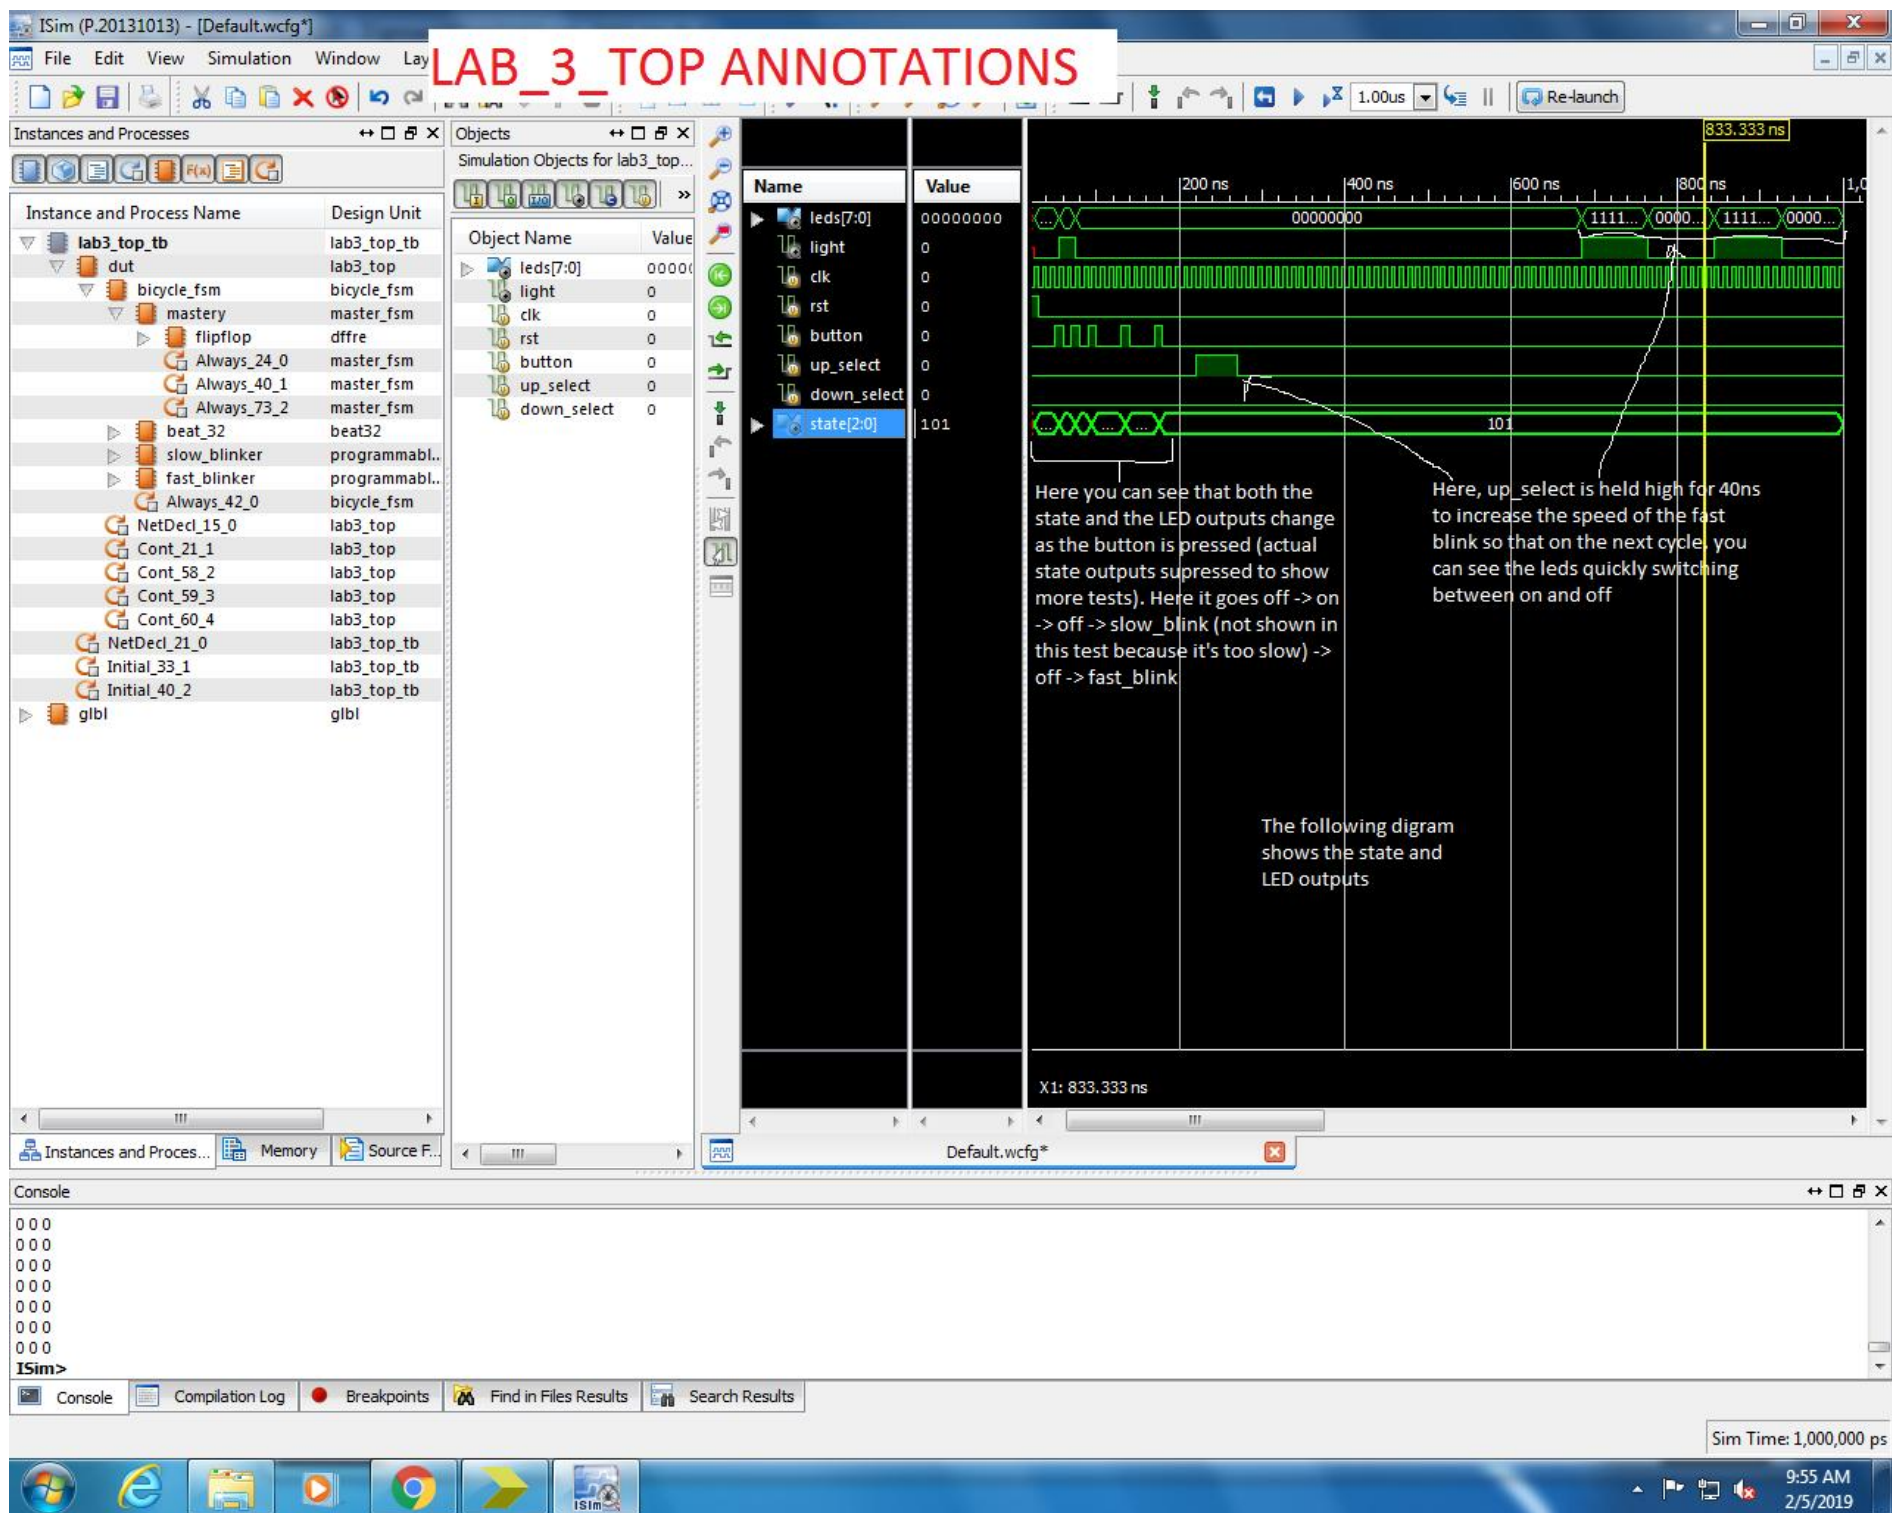 ISim (P.20131013) - [Default.wcfg*]
LAB_3_TOP ANNOTATIONS
File Edit View Simulation Window Lay
1.00us Re-launch
Instances and Processes
F(x)
Instance and Process Name Design Unit
lab3_top_tb lab3_top_tb
dut lab3_top
bicycle_fsm bicycle_fsm
mastery master_fsm
flipflop dffre
Always_24_0 master_fsm
Always_40_1 master_fsm
Always_73_2 master_fsm
beat_32 beat32
slow_blinker programmabl..
fast_blinker programmabl..
Always_42_0 bicycle_fsm
NetDecl_15_0 lab3_top
Cont_21_1 lab3_top
Cont_58_2 lab3_top
Cont_59_3 lab3_top
Cont_60_4 lab3_top
NetDecl_21_0 lab3_top_tb
Initial_33_1 lab3_top_tb
Initial_40_2 lab3_top_tb
glbl glbl
Instances and Proces... Memory Source F...
Objects
Simulation Objects for lab3_top...
»
Object Name Value
leds[7:0] 0000(
light 0
clk 0
rst 0
button 0
up_select 0
down_select 0
Name Value
leds[7:0] 00000000
light 0
clk 0
rst 0
button 0
up_select 0
down_select 0
state[2:0] 101
833.333 ns
200 ns 400 ns 600 ns 800 ns 1,0
... 00000000 1111... 0000... 1111... 0000...
... ... ... 101
Here you can see that both the
state and the LED outputs change
as the button is pressed (actual
state outputs supressed to show
more tests). Here it goes off -> on
-> off -> slow_blink (not shown in
this test because it's too slow) ->
off -> fast_blink
Here, up_select is held high for 40ns
to increase the speed of the fast
blink so that on the next cycle, you
can see the leds quickly switching
between on and off
The following digram
shows the state and
LED outputs
X1: 833.333 ns
Default.wcfg*
Console
0 0 0
0 0 0
0 0 0
0 0 0
0 0 0
0 0 0
0 0 0
ISim>
Console Compilation Log Breakpoints Find in Files Results Search Results
Sim Time: 1,000,000 ps
ISim
9:55 AM
2/5/2019